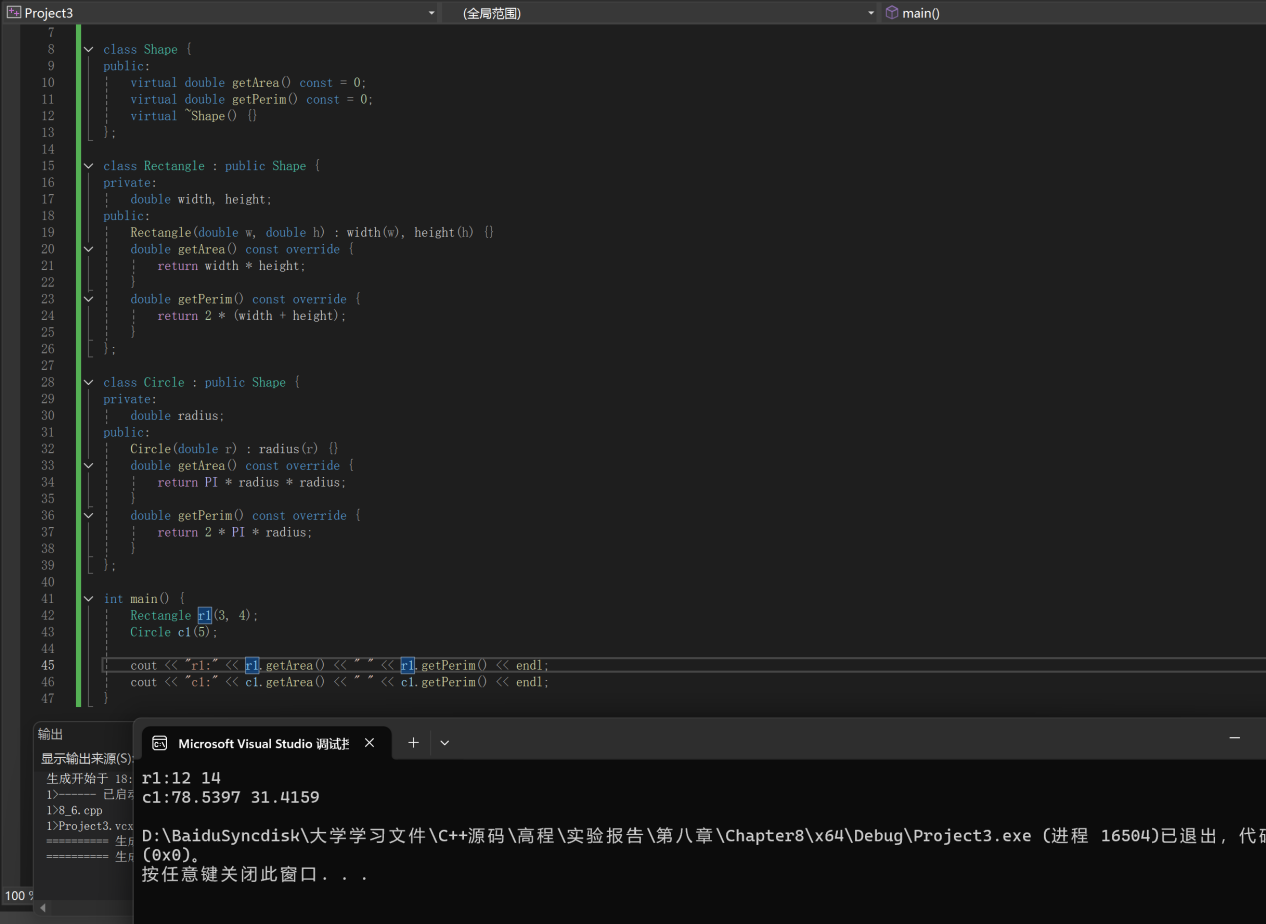 Project3 (全局范围) main()
7
8 class Shape {
9 public:
10 virtual double getArea() const = 0;
11 virtual double getPerim() const = 0;
12 virtual ~Shape() {}
13 };
14
15 class Rectangle : public Shape {
16 private:
17 double width, height;
18 public:
19 Rectangle(double w, double h) : width(w), height(h) {}
20 double getArea() const override {
21 return width * height;
22 }
23 double getPerim() const override {
24 return 2 * (width + height);
25 }
26 };
27
28 class Circle : public Shape {
29 private:
30 double radius;
31 public:
32 Circle(double r) : radius(r) {}
33 double getArea() const override {
34 return PI * radius * radius;
35 }
36 double getPerim() const override {
37 return 2 * PI * radius;
38 }
39 };
40
41 int main() {
42 Rectangle r1(3, 4);
43 Circle c1(5);
44
45 cout << "r1:" << r1.getArea() << " " << r1.getPerim() << endl;
46 cout << "c1:" << c1.getArea() << " " << c1.getPerim() << endl;
47 }
输出
显示输出来源(S):
生成开始于 18:
1>------ 已启动
1>8_6.cpp
1>Project3.vcx
========== 生成
========== 生成
100 %
Microsoft Visual Studio 调试控
r1:12 14
c1:78.5397 31.4159
D:\BaiduSyncdisk\大学学习文件\C++源码\高程\实验报告\第八章\Chapter8\x64\Debug\Project3.exe (进程 16504)已退出，代码
(0x0)。
按任意键关闭此窗口. . .